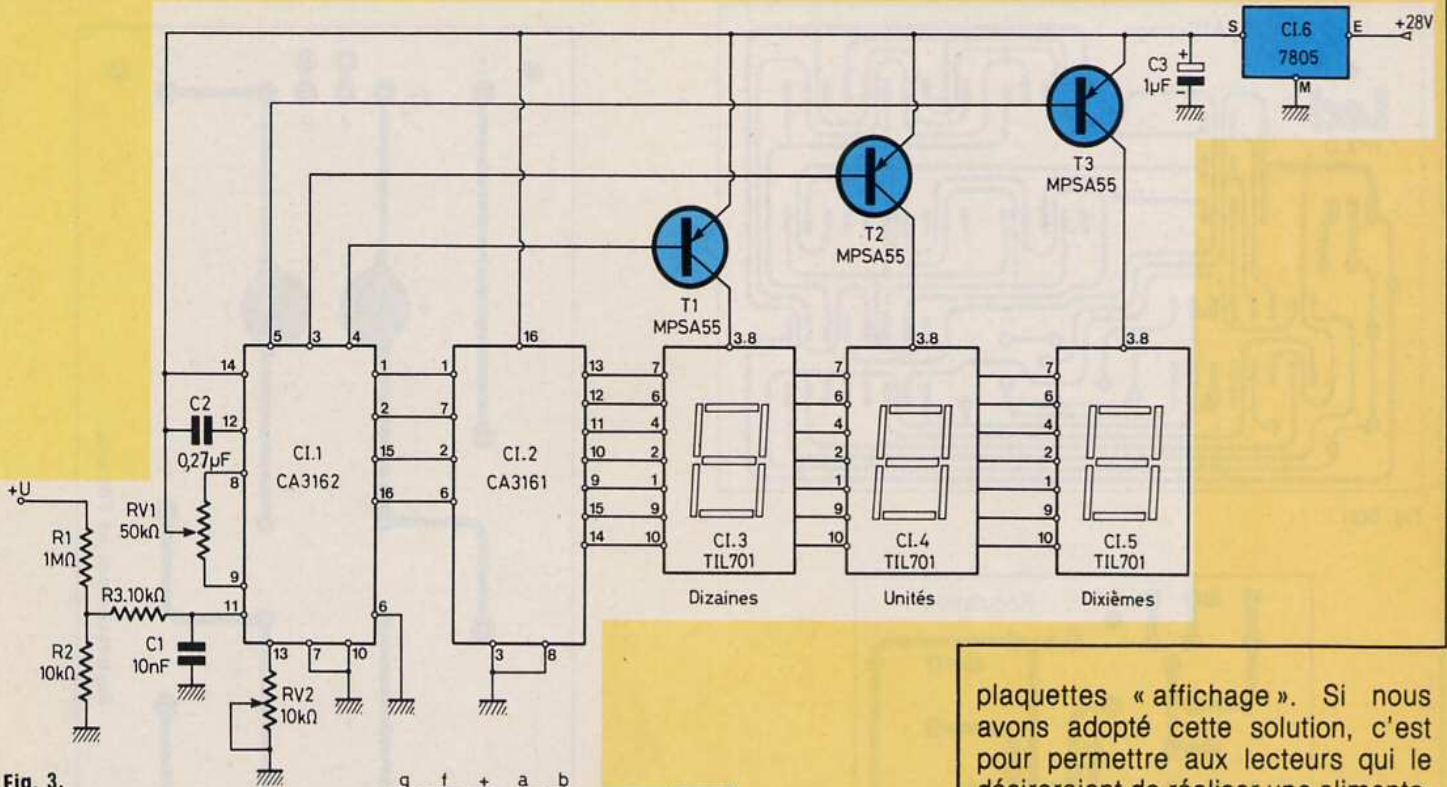 S
CI.6
7805
E
+28V
M
C3
1µF
+
−
T3
MPSA55
T2
MPSA55
T1
MPSA55
5 3 4
16
3.8
3.8
3.8
14
C2
12
0,27µF
8
RV1
50kΩ
9
11
CI.1
CA3162
1
2
15
16
6
13 7 10
+U
R1
1MΩ
R3.10kΩ
R2
10kΩ
C1
10nF
RV2
10kΩ
1
7
2
6
CI.2
CA3161
13
12
11
10
9
15
14
3 8
7
6
4
2
1
9
10
CI.3
TIL701
Dizaines
7
6
4
2
1
9
10
CI.4
TIL701
Unités
7
6
4
2
1
9
10
CI.5
TIL701
Dixièmes
Fig. 3.
g f + a b
plaquettes « affichage ». Si nous
avons adopté cette solution, c'est
pour permettre aux lecteurs qui le
désireraient de réaliser une alimenta-